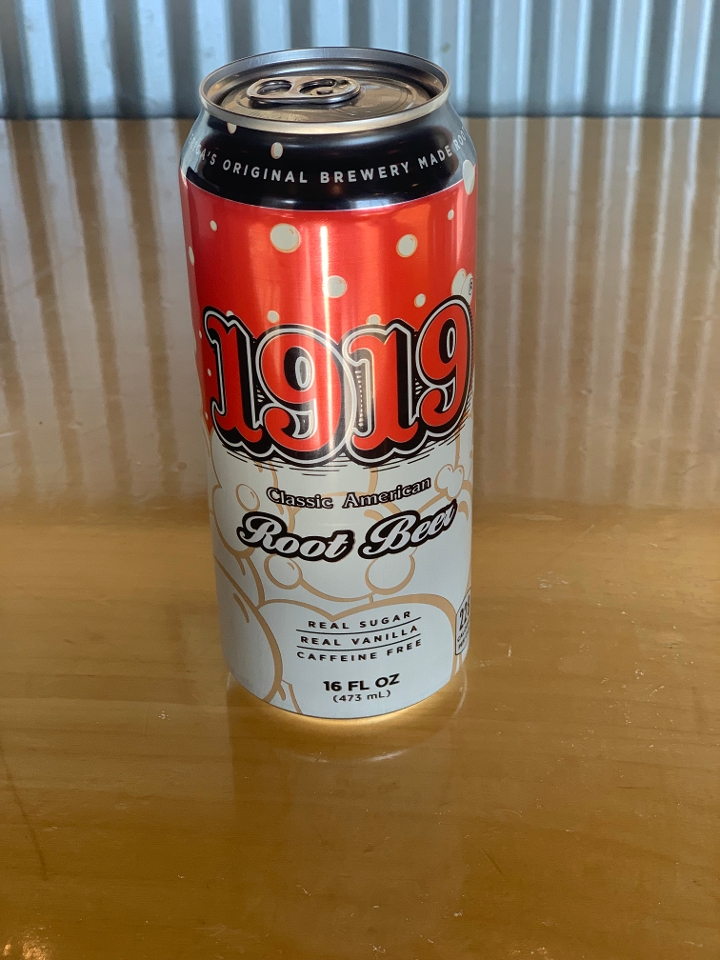 ORIGINAL BREWERY MADE
1919
®
Classic American
Root Beer
REAL SUGAR
REAL VANILLA
CAFFEINE FREE
16 FL OZ
(473 mL)